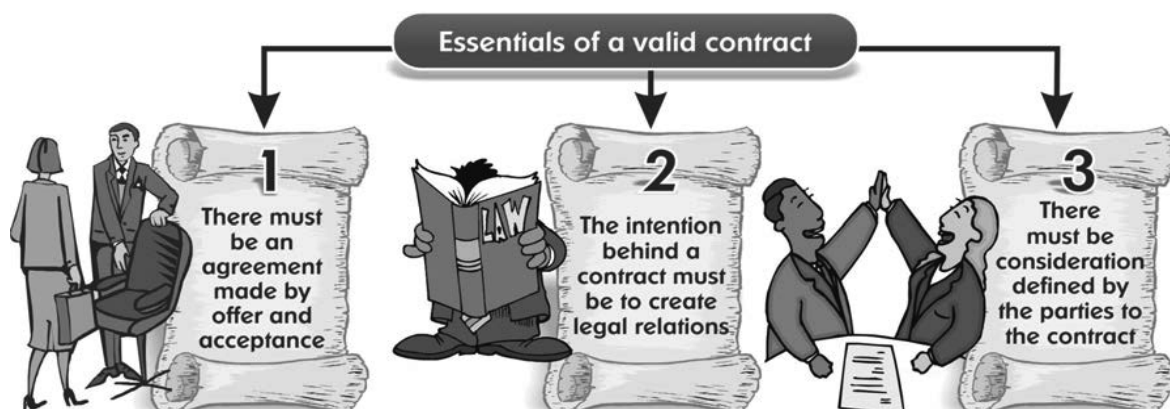 Essentials of a valid contract
1
There must
be an
agreement
made by
offer and
acceptance
LAW
2
The intention
behind a
contract must
be to create
legal relations
3
There
must be
consideration
defined by
the parties to
the contract